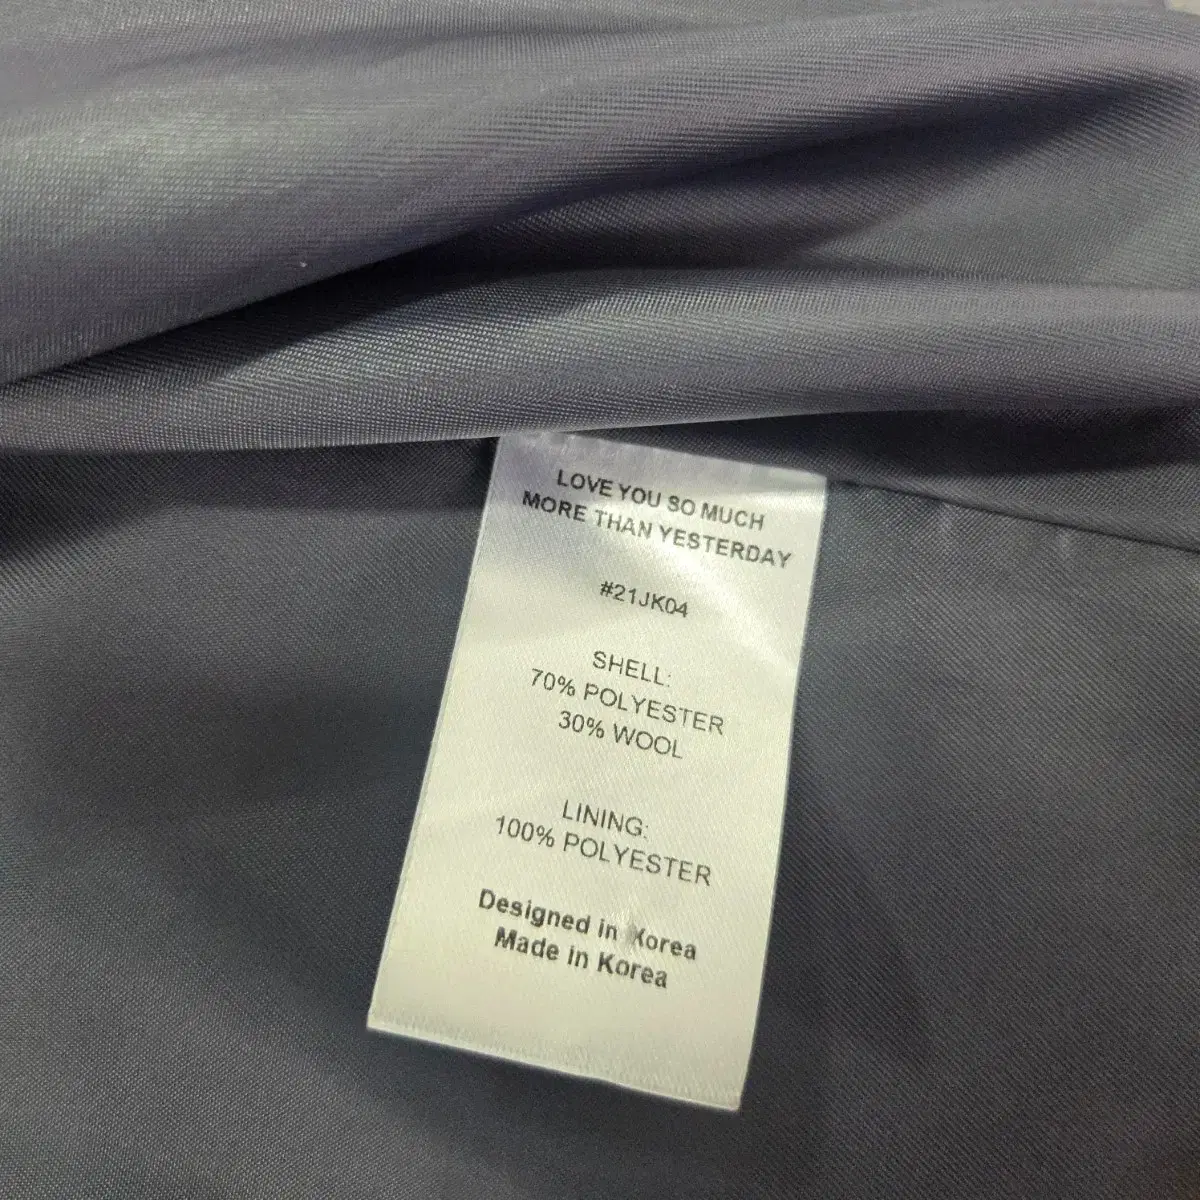 LOVE YOU SO MUCH
MORE THAN YESTERDAY
#21JK04
SHELL:
70% POLYESTER
30% WOOL
LINING:
100% POLYESTER
Designed in Korea
Made in Korea